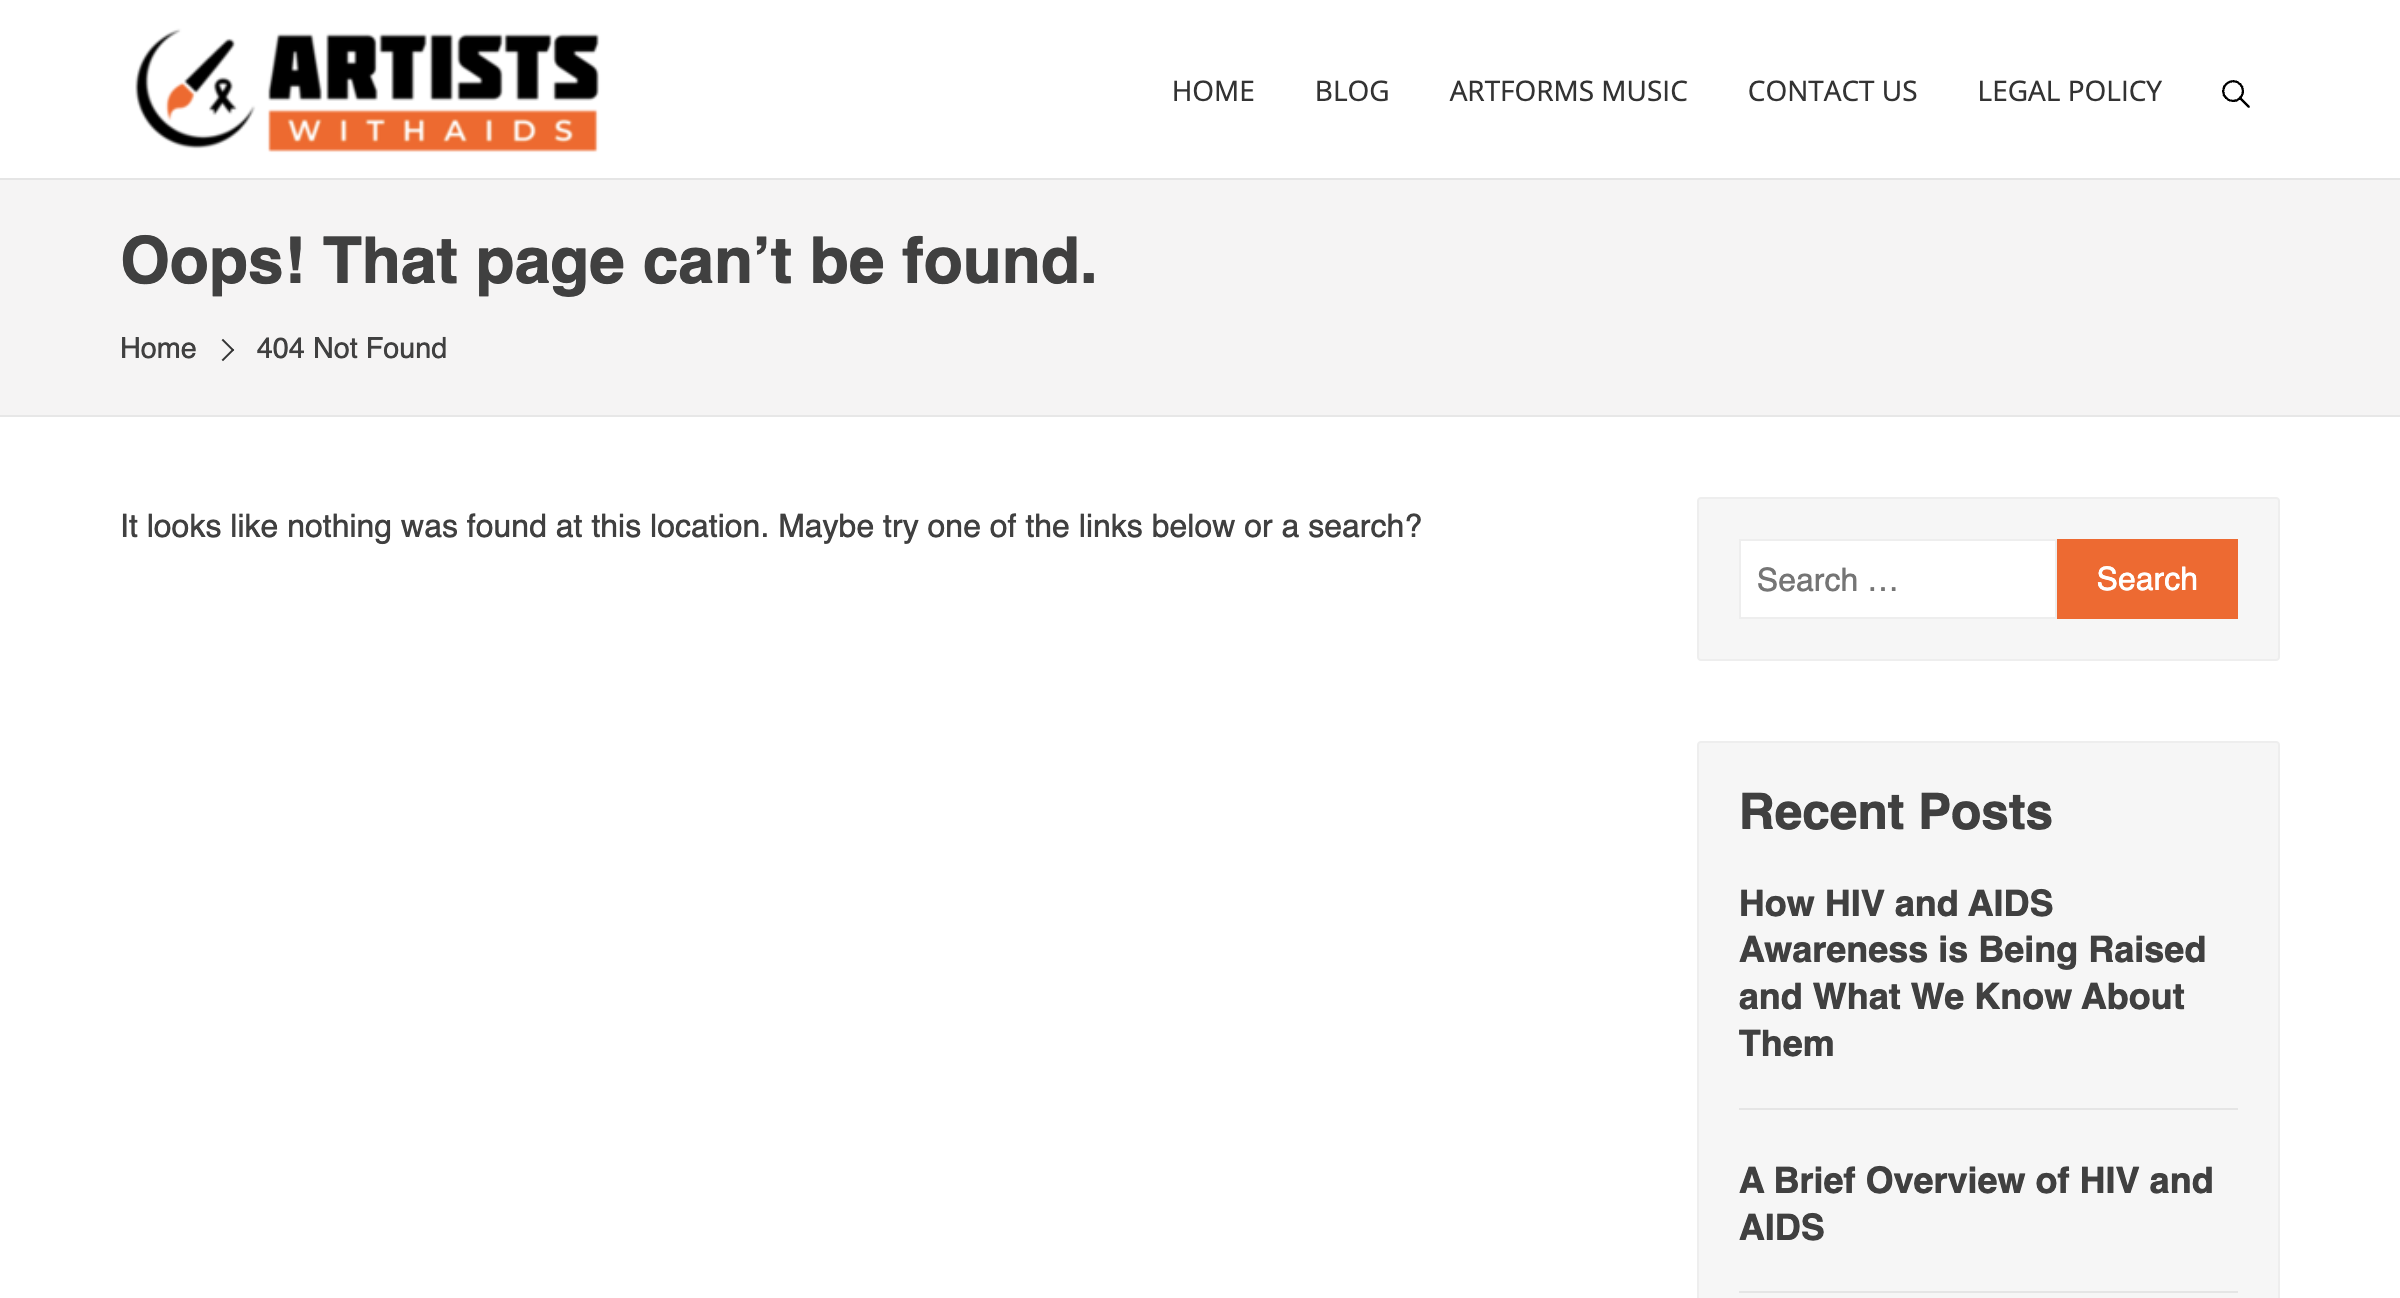 ARTISTS
WITHAIDS
HOME BLOG ARTFORMS MUSIC CONTACT US LEGAL POLICY
Oops! That page can’t be found.
Home 404 Not Found
It looks like nothing was found at this location. Maybe try one of the links below or a search?
Search … Search
Recent Posts
How HIV and AIDS
Awareness is Being Raised
and What We Know About
Them
A Brief Overview of HIV and
AIDS